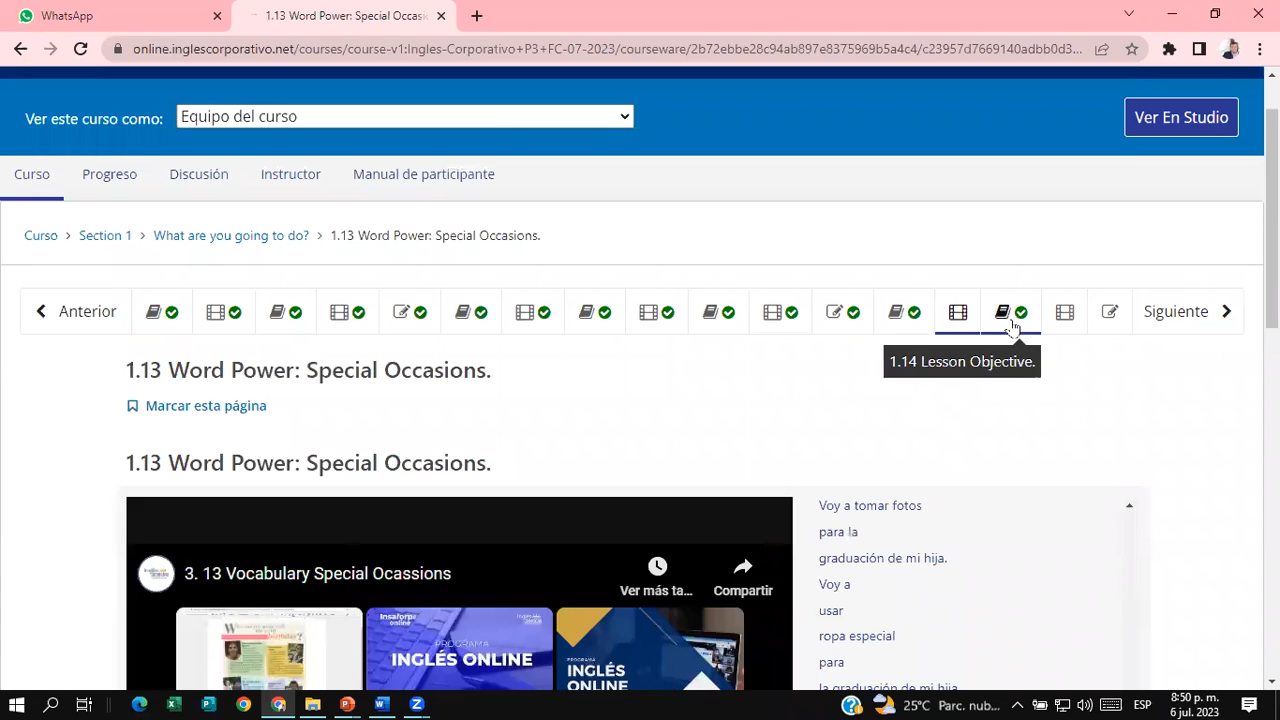 WhatsApp
1.13 Word Power: Special Occasi
online.inglescorporativo.net/courses/course-v1:Ingles-Corporativo+P3+FC-07-2023/courseware/2b72ebbe28c94ab897e8375969b5a4c4/c23957d7669140adbb0d3...
Ver este curso como:
Equipo del curso
Ver En Studio
Curso
Progreso
Discusión
Instructor
Manual de participante
Curso > Section 1 > What are you going to do? > 1.13 Word Power: Special Occasions.
Anterior
Siguiente
1.14 Lesson Objective.
1.13 Word Power: Special Occasions.
Marcar esta página
1.13 Word Power: Special Occasions.
3. 13 Vocabulary Special Ocassions
Ver más ta...
Compartir
PROGRAMA
INGLÉS ONLINE
PROGRAMA
INGLÉS
ONLINE
Voy a tomar fotos
para la
graduación de mi hija.
Voy a
usar
ropa especial
para
la graduación de mi hija
25°C
Parc. nub...
ESP
8:50 p. m.
6 jul. 2023